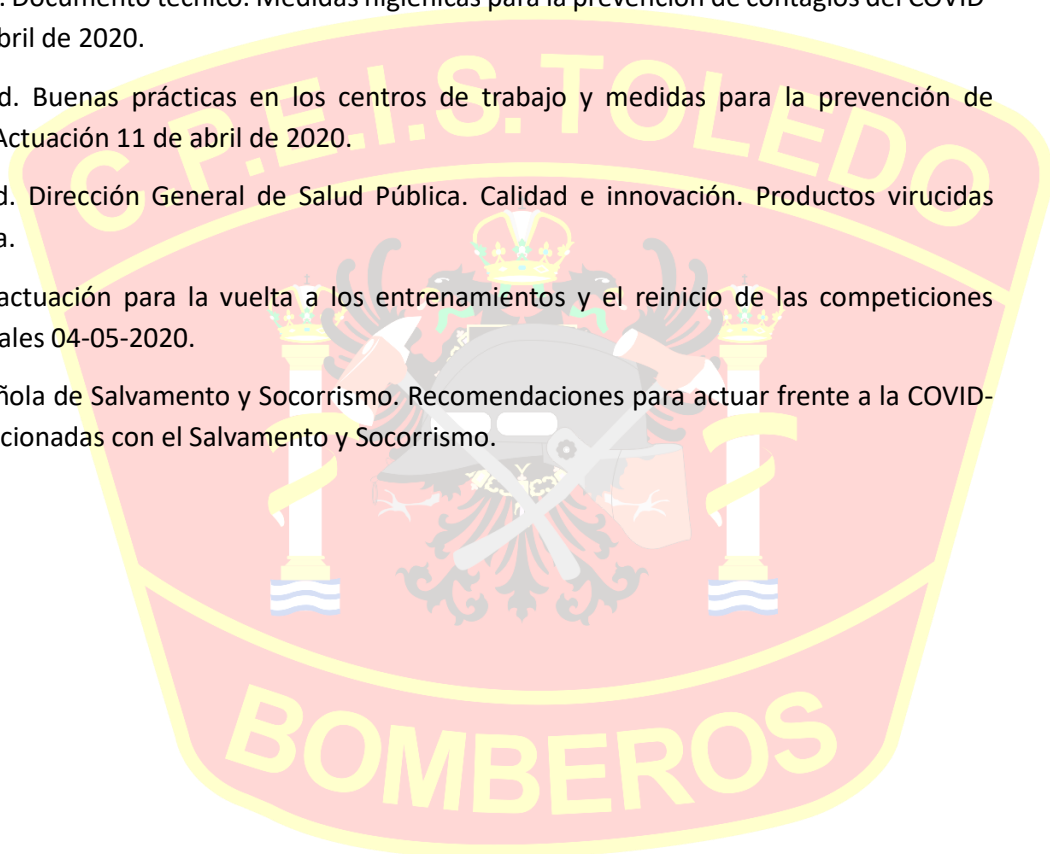 . Documento técnico. Medidas higiénicas para la prevención de contagios del COVID-
bril de 2020.
d. Buenas prácticas en los centros de trabajo y medidas para la prevención de
Actuación 11 de abril de 2020.
d. Dirección General de Salud Pública. Calidad e innovación. Productos virucidas
a.
actuación para la vuelta a los entrenamientos y el reinicio de las competiciones
ales 04-05-2020.
ñola de Salvamento y Socorrismo. Recomendaciones para actuar frente a la COVID-
cionadas con el Salvamento y Socorrismo.
C.P.E.I.S. TOLEDO
BOMBEROS